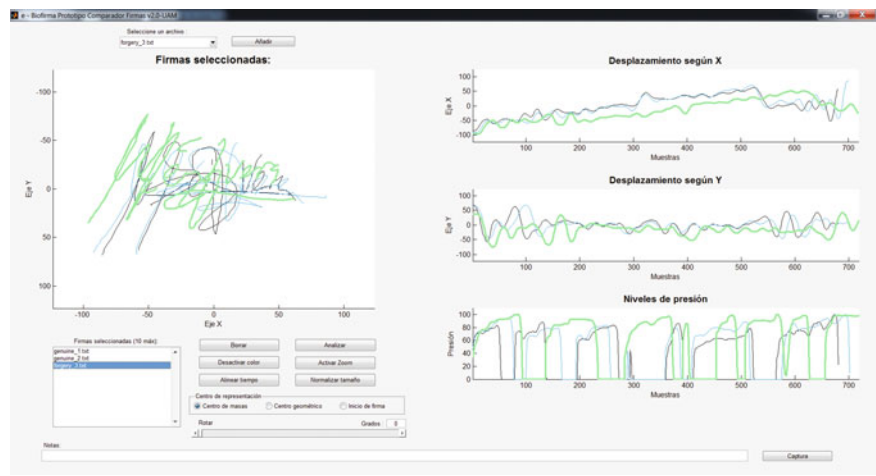 e - Biofirma Prototipo Comparador Firmas v2.0-UAM
Seleccione un archivo:
forgery_3.txt
Añadir
Firmas seleccionadas:
-100
-50
0
50
100
Eje Y
-100 -50 0 50 100
Eje X
Desplazamiento según X
100
50
0
-50
-100
Eje X
100 200 300 400 500 600 700
Muestras
Desplazamiento según Y
100
50
0
-50
-100
Eje Y
100 200 300 400 500 600 700
Muestras
Niveles de presión
100
80
60
40
20
0
Presión
100 200 300 400 500 600 700
Muestras
Firmas seleccionadas (10 máx):
genuine_1.txt
genuine_2.txt
forgery_3.txt
Borrar Analizar
Desactivar color Activar Zoom
Alinear tiempo Normalizar tamaño
Centro de representación
Centro de masas Centro geométrico Inicio de firma
Rotar Grados : 0
Notas:
Captura